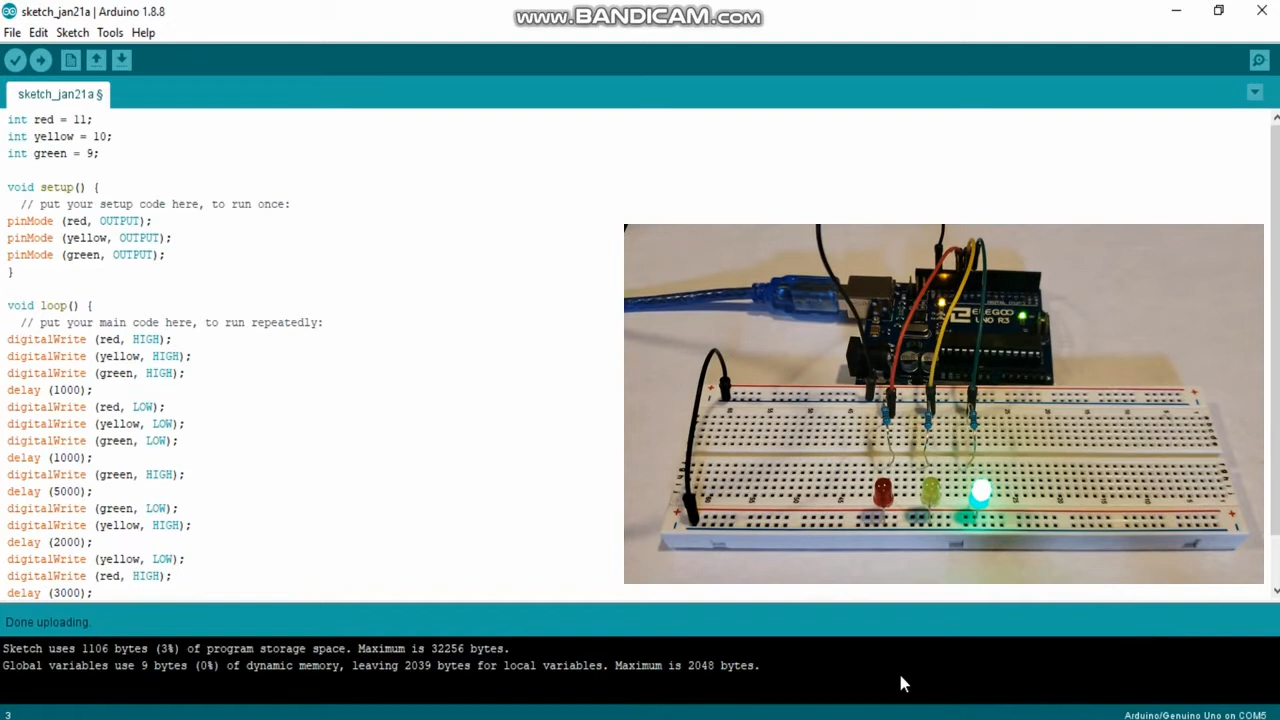 sketch_jan21a | Arduino 1.8.8
www.BANDICAM.com
File Edit Sketch Tools Help
sketch_jan21a §
int red = 11;
int yellow = 10;
int green = 9;
void setup() {
// put your setup code here, to run once:
pinMode (red, OUTPUT);
pinMode (yellow, OUTPUT);
pinMode (green, OUTPUT);
}
void loop() {
// put your main code here, to run repeatedly:
digitalWrite (red, HIGH);
digitalWrite (yellow, HIGH);
digitalWrite (green, HIGH);
delay (1000);
digitalWrite (red, LOW);
digitalWrite (yellow, LOW);
digitalWrite (green, LOW);
delay (1000);
digitalWrite (green, HIGH);
delay (5000);
digitalWrite (green, LOW);
digitalWrite (yellow, HIGH);
delay (2000);
digitalWrite (yellow, LOW);
digitalWrite (red, HIGH);
delay (3000);
ELEGOO
UNO R3
Done uploading.
Sketch uses 1106 bytes (3%) of program storage space. Maximum is 32256 bytes.
Global variables use 9 bytes (0%) of dynamic memory, leaving 2039 bytes for local variables. Maximum is 2048 bytes.
3
Arduino/Genuino Uno on COM5